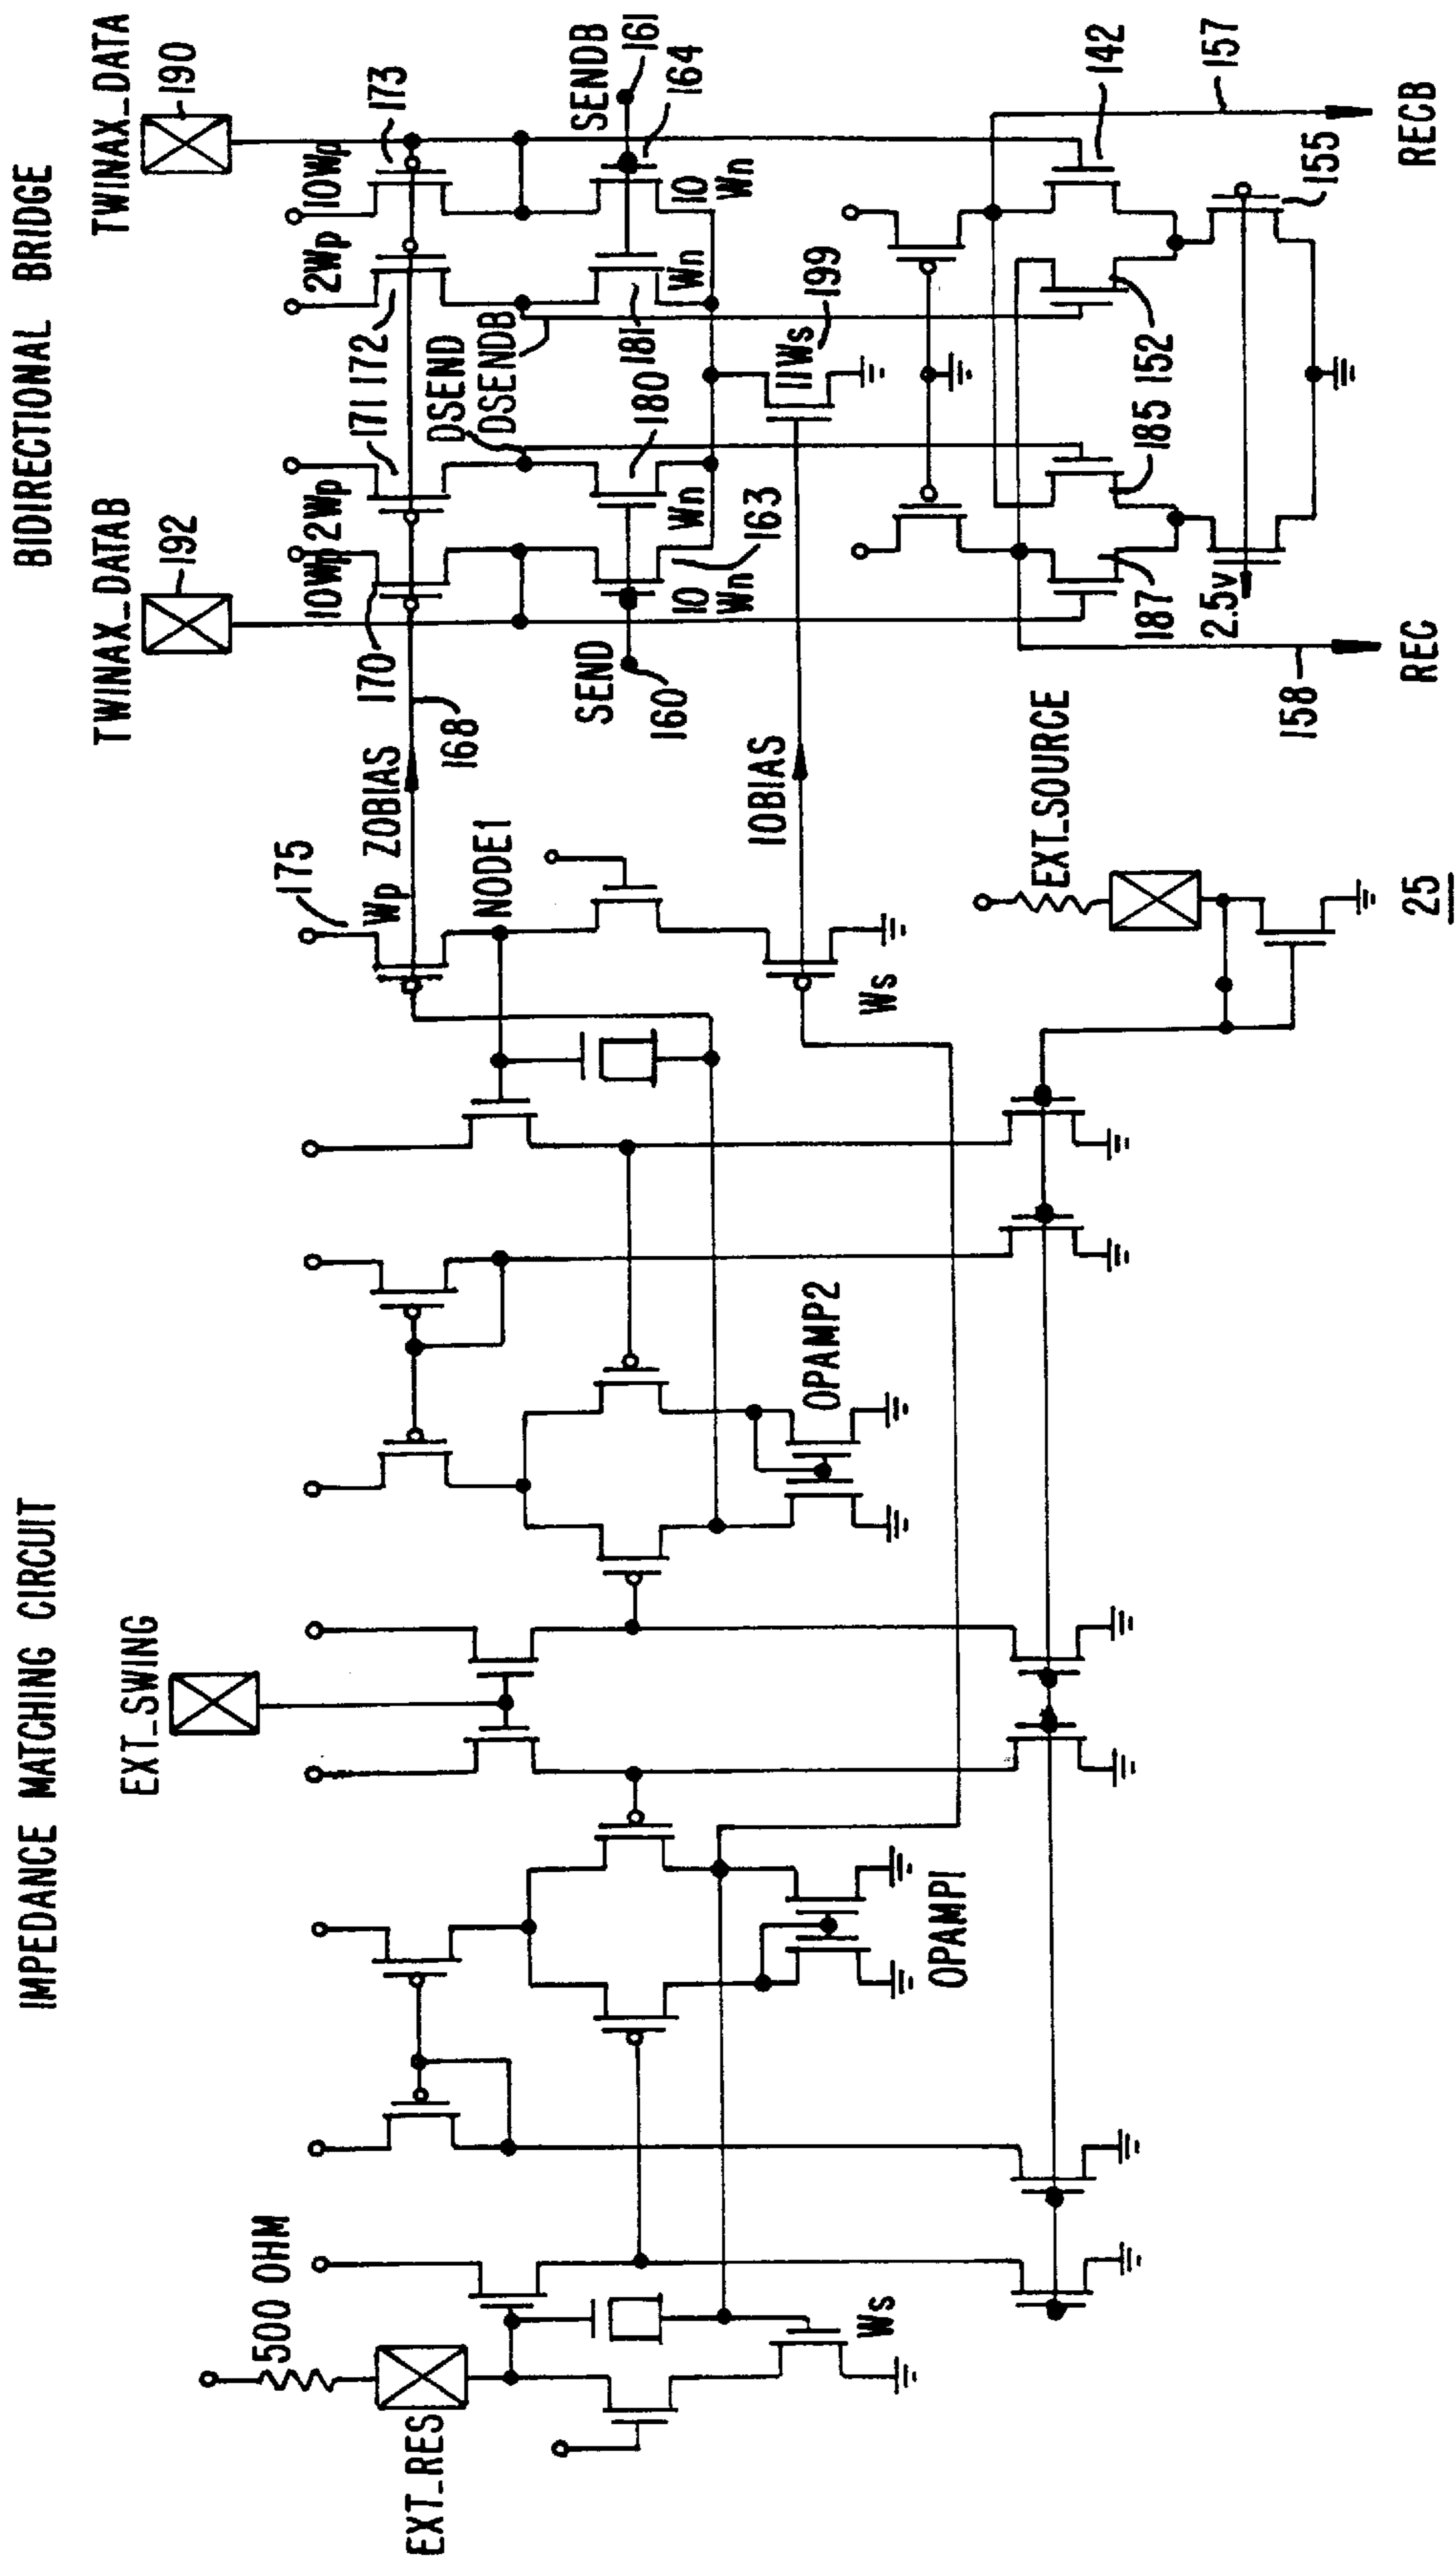 IMPEDANCE MATCHING CIRCUIT
BIDIRECTIONAL BRIDGE
EXT_SWING
TWINAX_DATAB
TWINAX_DATA
192
190
500 OHM
EXT_RES
175
Wp
ZOBIAS
168
170
10Wp
2Wp
171
172
2Wp
10Wp
173
NODE1
DSEND
DSENDB
SEND
160
SENDB
161
164
10
Wn
163
Wn
180
181
Wn
10
Wn
OPAMP1
OPAMP2
Ws
Ws
IOBIAS
11Ws
199
EXT_SOURCE
187
185
152
142
2.5v
155
158
157
REC
RECB
25